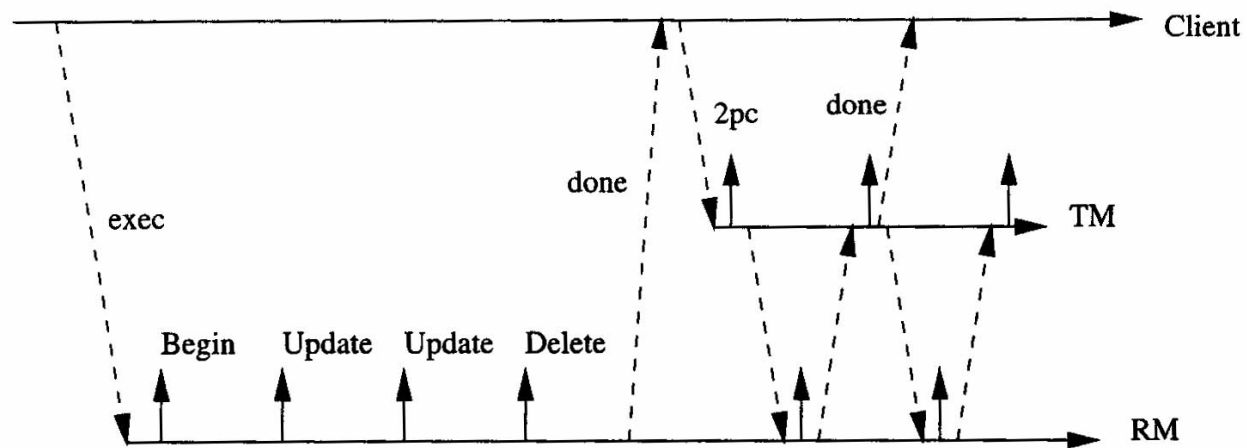 Client
2pc
done
done
exec
TM
Begin
Update
Update
Delete
RM